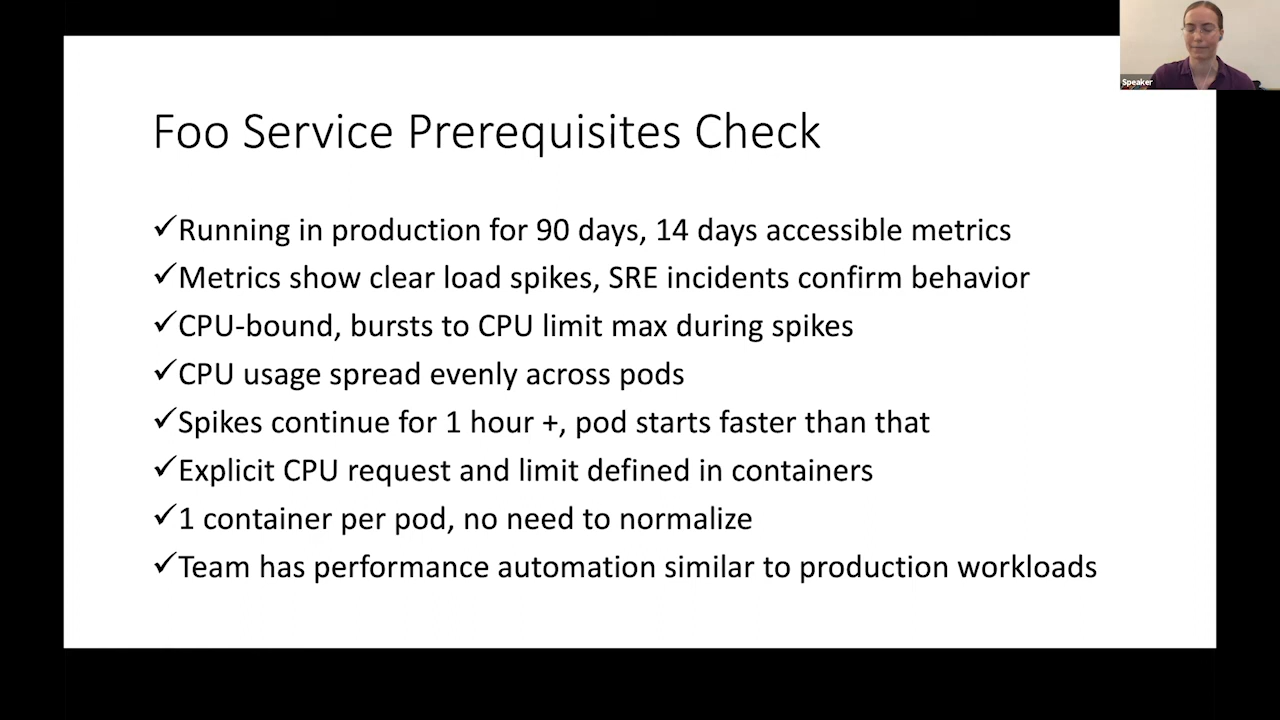 Foo Service Prerequisites Check
✓Running in production for 90 days, 14 days accessible metrics
✓Metrics show clear load spikes, SRE incidents confirm behavior
✓CPU-bound, bursts to CPU limit max during spikes
✓CPU usage spread evenly across pods
✓Spikes continue for 1 hour +, pod starts faster than that
✓Explicit CPU request and limit defined in containers
✓1 container per pod, no need to normalize
✓Team has performance automation similar to production workloads
Speaker